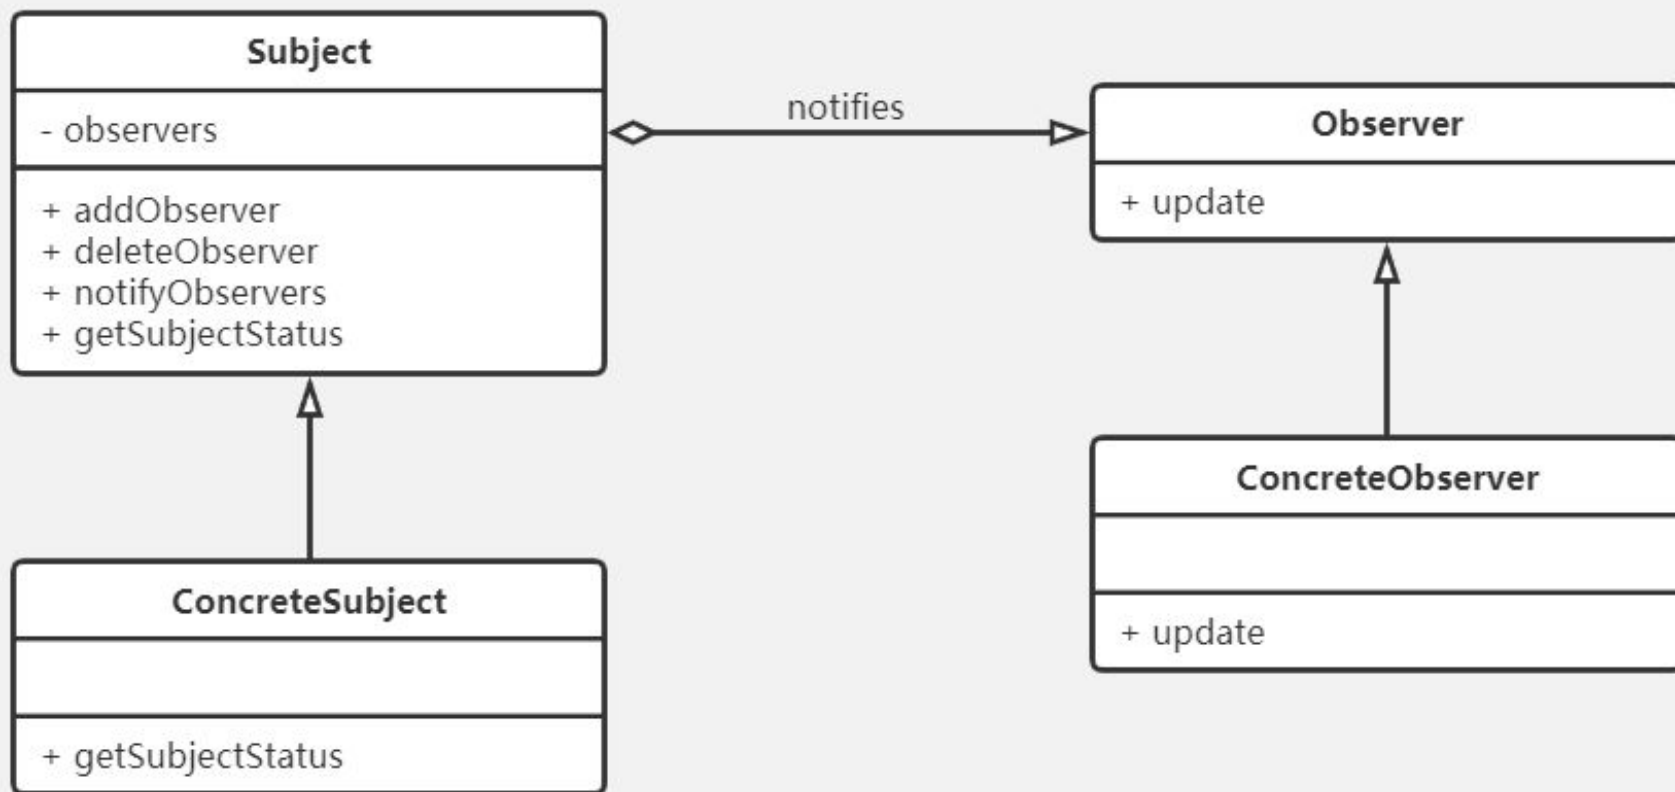 Subject
- observers
+ addObserver
+ deleteObserver
+ notifyObservers
+ getSubjectStatus
notifies
Observer
+ update
ConcreteSubject
+ getSubjectStatus
ConcreteObserver
+ update